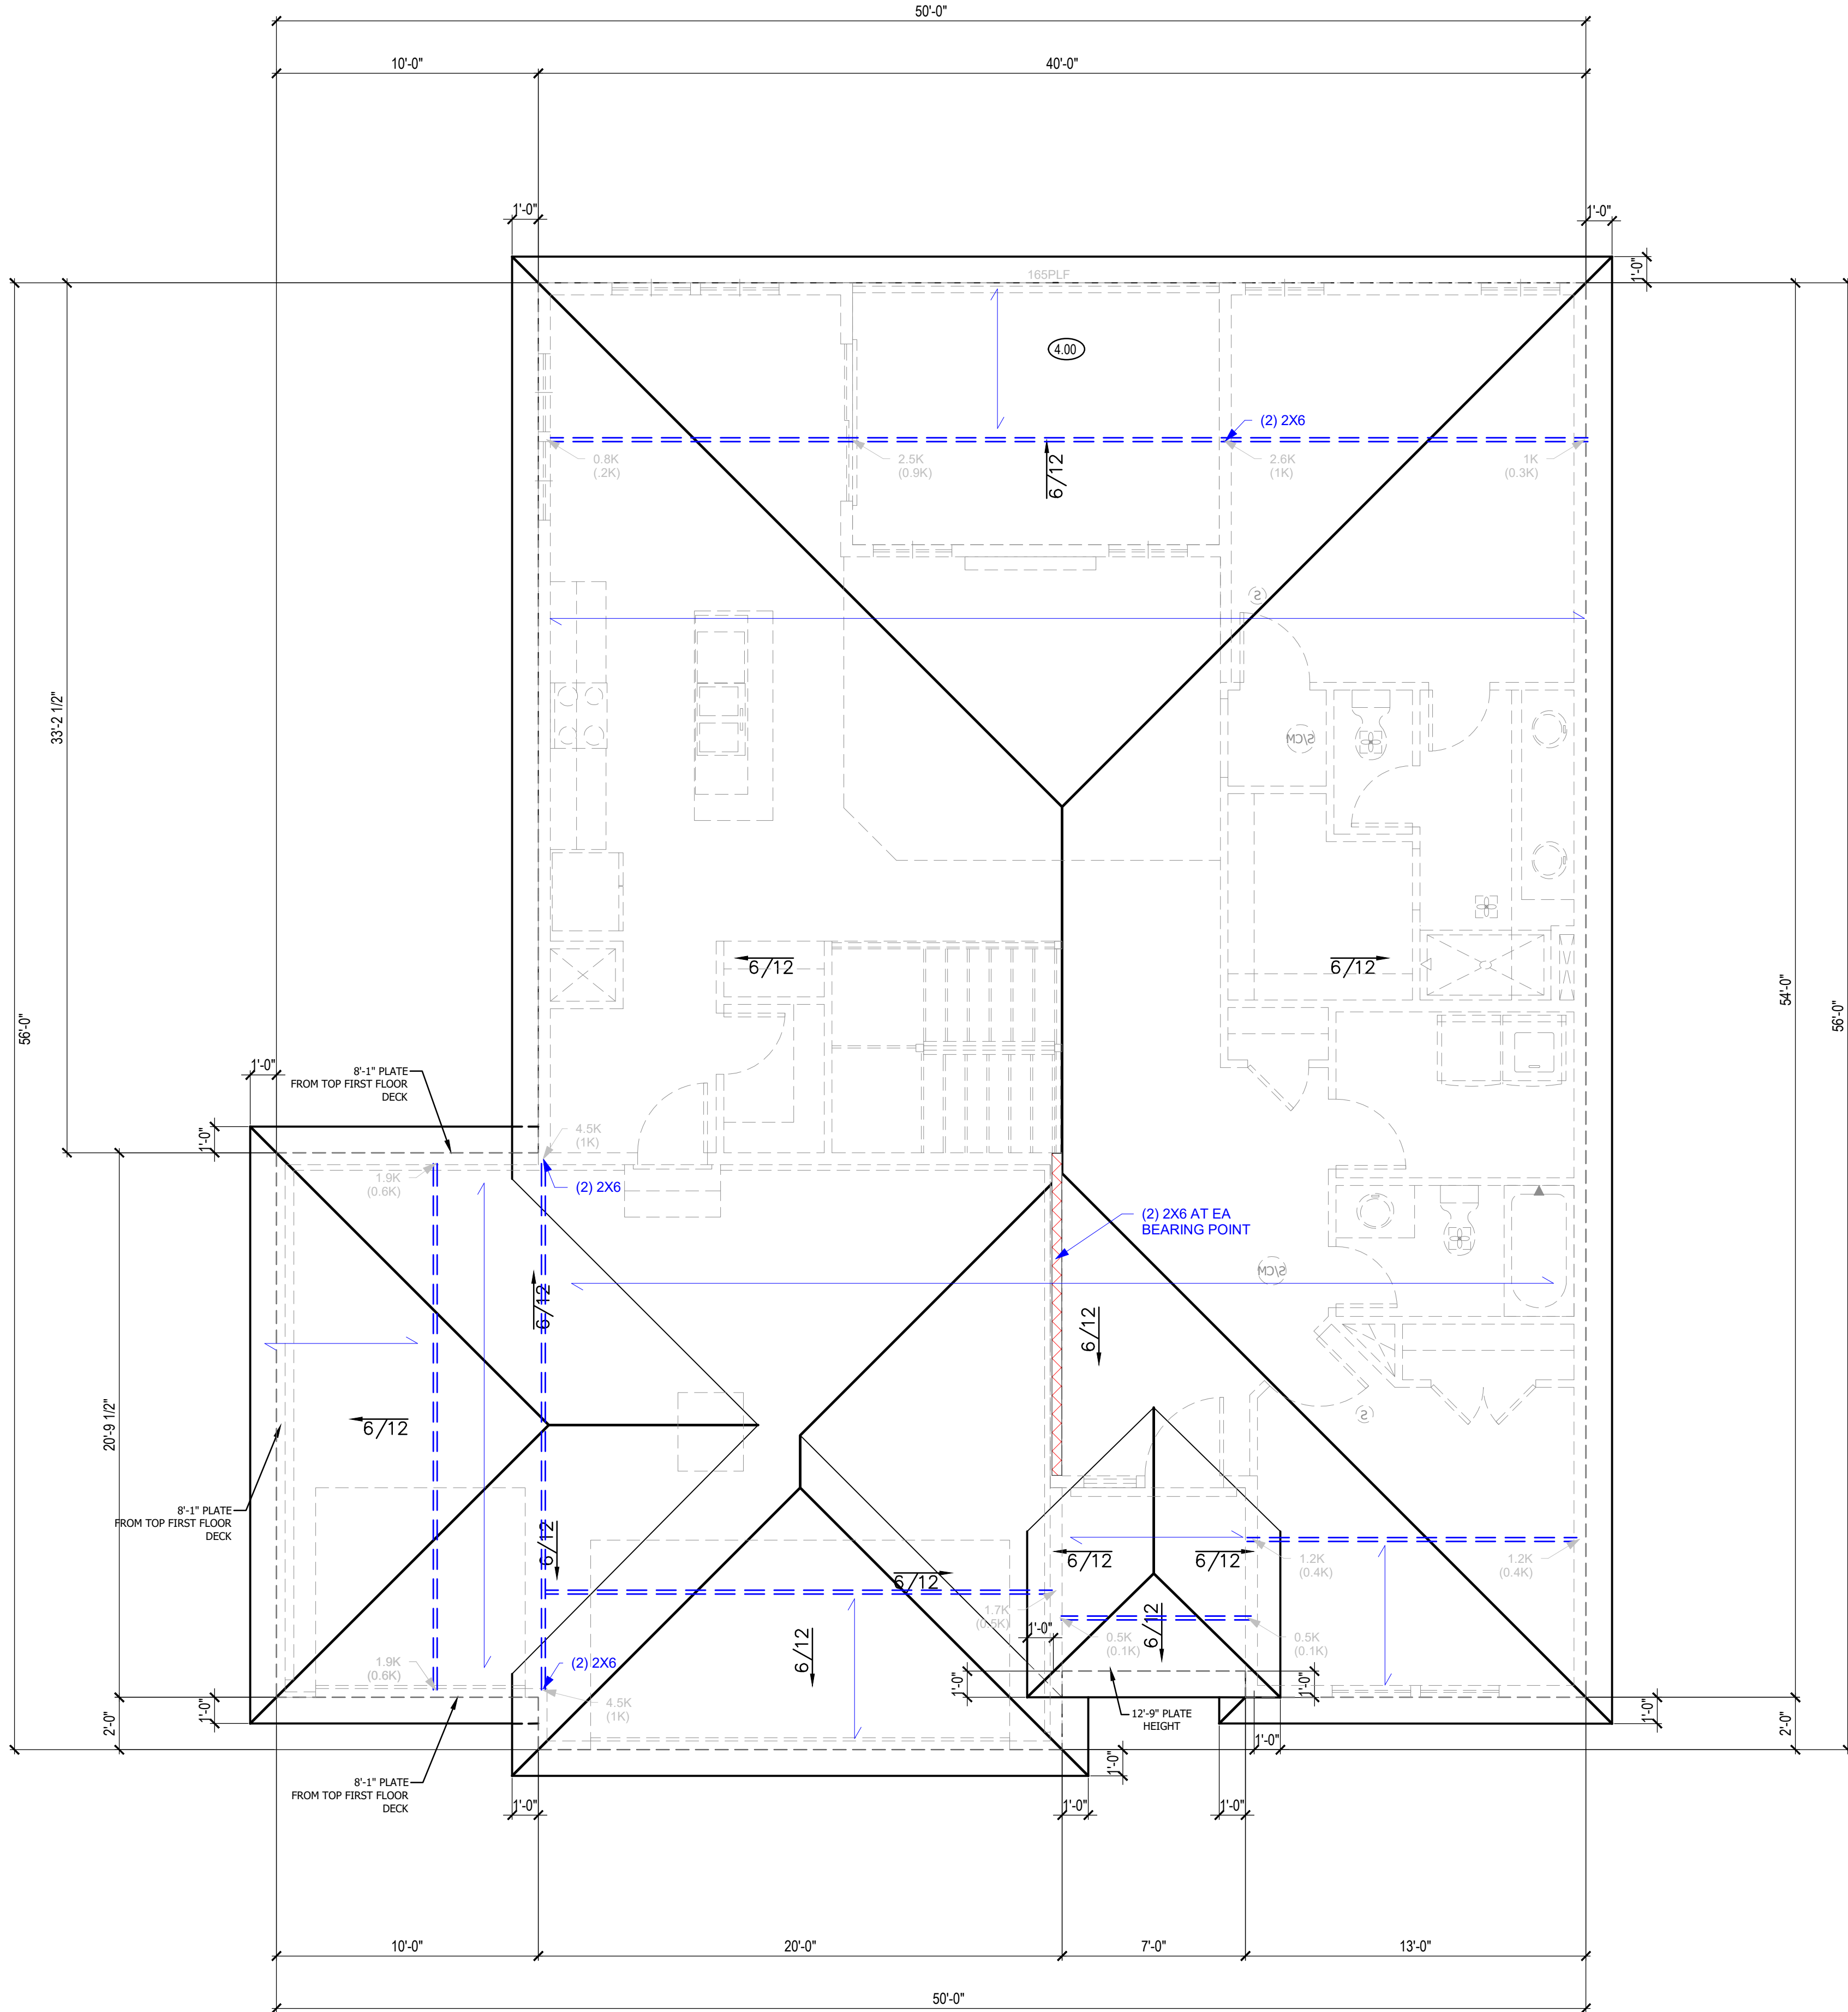 50'-0"
10'-0"
40'-0"
1'-0"
1'-0"
1'-0"
165PLF
4.00
(2) 2X6
0.8K
(.2K)
2.5K
(0.9K)
6/12
2.6K
(1K)
1K
(0.3K)
S
33'-2 1/2"
S/CM
6/12
6/12
54'-0"
56'-0"
56'-0"
1'-0"
8'-1" PLATE
FROM TOP FIRST FLOOR
DECK
1'-0"
4.5K
(1K)
1.9K
(0.6K)
(2) 2X6
(2) 2X6 AT EA
BEARING POINT
S/CM
6/12
6/12
20'-9 1/2"
6/12
S
8'-1" PLATE
FROM TOP FIRST FLOOR
DECK
6/12
6/12
6/12
6/12
1.2K
(0.4K)
1.2K
(0.4K)
1.7K
(0.5K)
1'-0"
0.5K
(0.1K)
6/12
0.5K
(0.1K)
6/12
1.9K
(0.6K)
(2) 2X6
4.5K
(1K)
1'-0"
1'-0"
2'-0"
1'-0"
12'-9" PLATE
HEIGHT
1'-0"
1'-0"
2'-0"
8'-1" PLATE
FROM TOP FIRST FLOOR
DECK
1'-0"
1'-0"
1'-0"
1'-0"
10'-0"
20'-0"
7'-0"
13'-0"
50'-0"